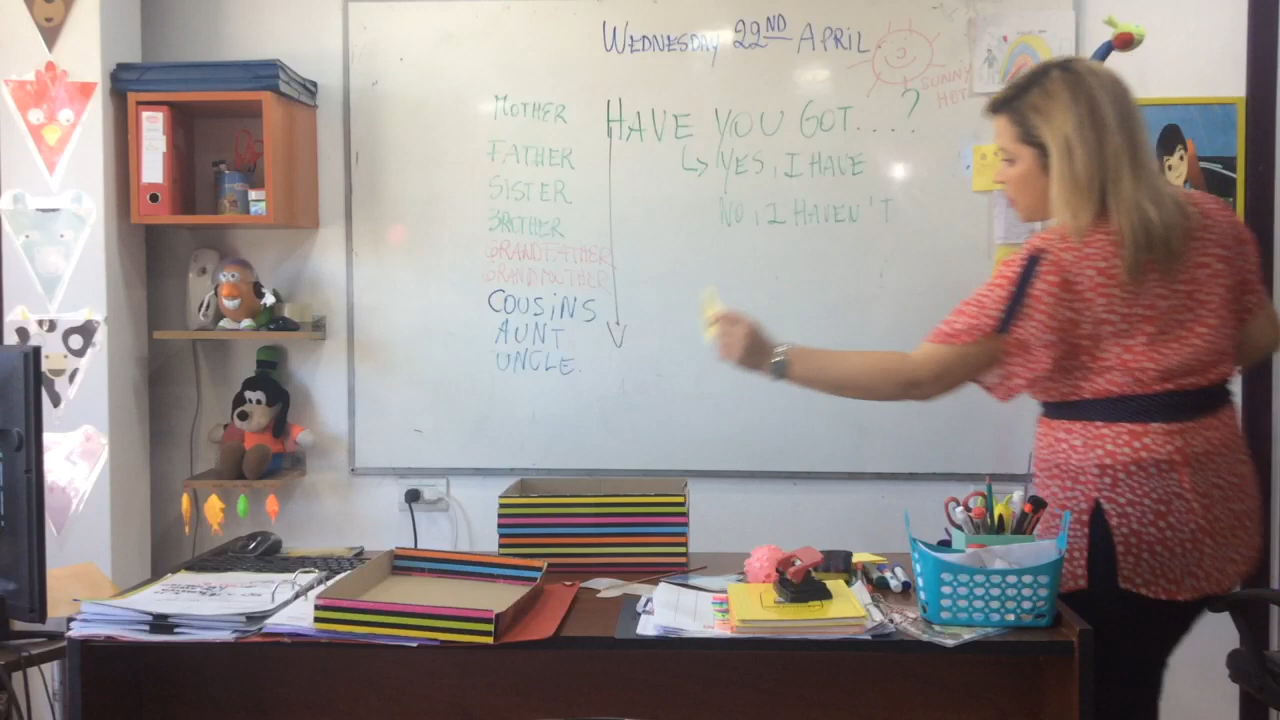 WEDNESDAY 22ND APRIL
SUNNY
HOT
MOTHER
FATHER
SISTER
BROTHER
GRANDFATHER
GRANDMOTHER
COUSINS
AUNT
UNCLE.
HAVE YOU GOT....?
↳ YES, I HAVE
NO, I HAVEN'T